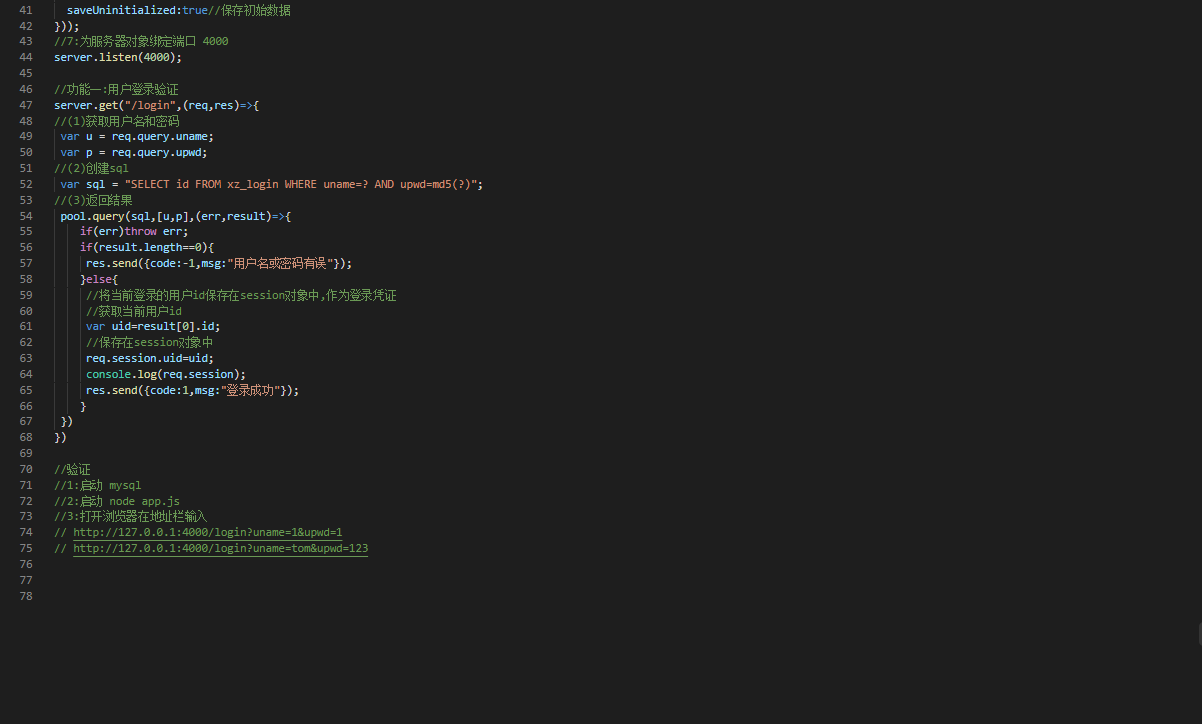 41 saveUninitialized:true//保存初始数据
42 }));
43 //7:为服务器对象绑定端口 4000
44 server.listen(4000);
45
46 //功能一:用户登录验证
47 server.get("/login",(req,res)=>{
48 //(1)获取用户名和密码
49 var u = req.query.uname;
50 var p = req.query.upwd;
51 //(2)创建sql
52 var sql = "SELECT id FROM xz_login WHERE uname=? AND upwd=md5(?)";
53 //(3)返回结果
54 pool.query(sql,[u,p],(err,result)=>{
55 if(err)throw err;
56 if(result.length==0){
57 res.send({code:-1,msg:"用户名或密码有误"});
58 }else{
59 //将当前登录的用户id保存在session对象中,作为登录凭证
60 //获取当前用户id
61 var uid=result[0].id;
62 //保存在session对象中
63 req.session.uid=uid;
64 console.log(req.session);
65 res.send({code:1,msg:"登录成功"});
66 }
67 })
68 })
69
70 //验证
71 //1:启动 mysql
72 //2:启动 node app.js
73 //3:打开浏览器在地址栏输入
74 // http://127.0.0.1:4000/login?uname=1&upwd=1
75 // http://127.0.0.1:4000/login?uname=tom&upwd=123
76
77
78